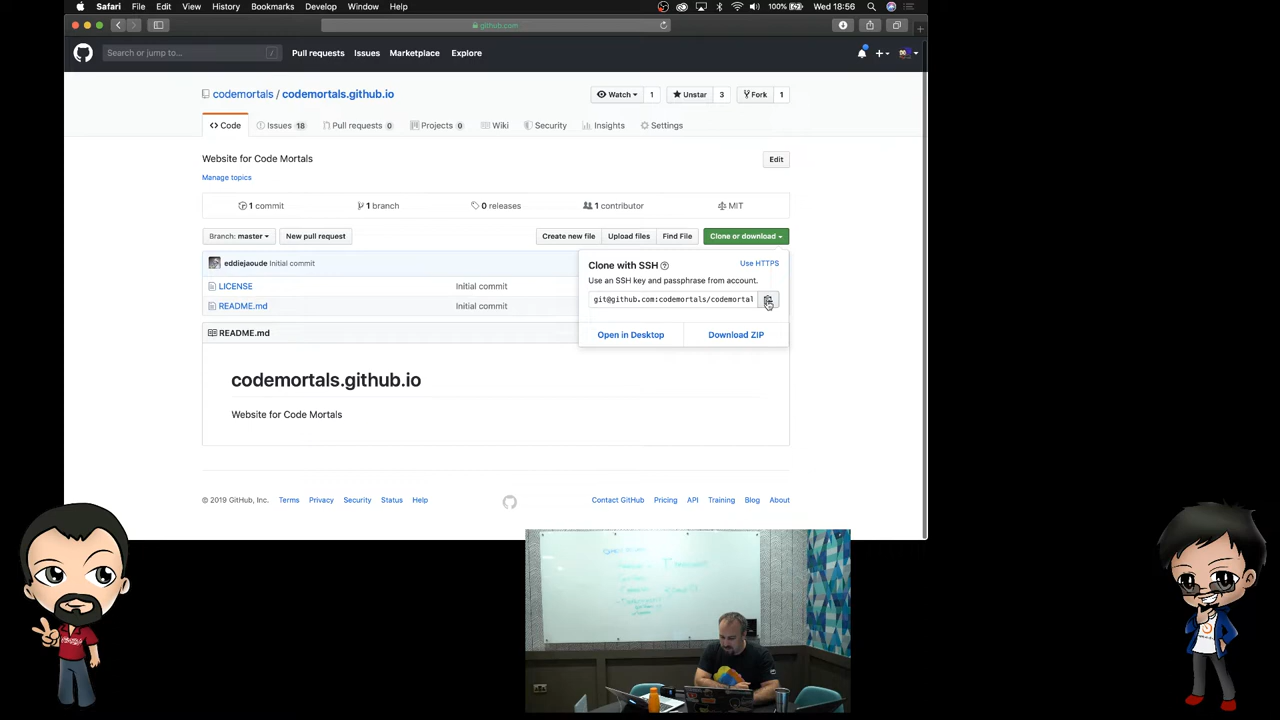 Safari File Edit View History Bookmarks Develop Window Help 100% Wed 18:56
github.com
Search or jump to... / Pull requests Issues Marketplace Explore
codemortals / codemortals.github.io Watch 1 Unstar 3 Fork 1
Code Issues 18 Pull requests 0 Projects 0 Wiki Security Insights Settings
Website for Code Mortals Edit
Manage topics
1 commit 1 branch 0 releases 1 contributor MIT
Branch: master New pull request Create new file Upload files Find File Clone or download
eddiejaoude Initial commit
Clone with SSH Use HTTPS
Use an SSH key and passphrase from account.
git@github.com:codemortals/codemortal
Open in Desktop Download ZIP
LICENSE Initial commit
README.md Initial commit
README.md
codemortals.github.io
Website for Code Mortals
© 2019 GitHub, Inc. Terms Privacy Security Status Help Contact GitHub Pricing API Training Blog About